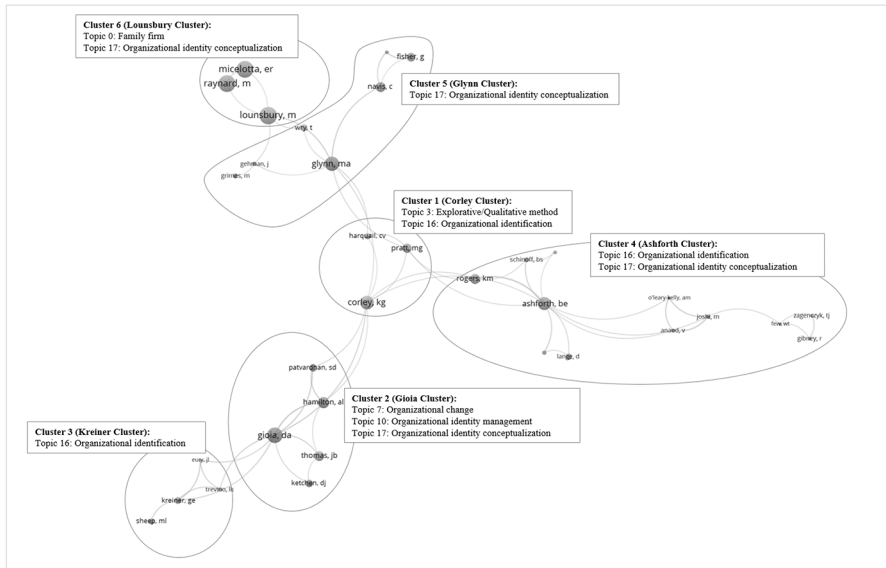 Cluster 6 (Lounsbury Cluster):
Topic 0: Family firm
Topic 17: Organizational identity conceptualization
micelotta, er
raynard, m
lounsbury, m
fisher, g
navis, c
Cluster 5 (Glynn Cluster):
Topic 17: Organizational identity conceptualization
wry, t
glynn, ma
gehman, j
grimes, m
Cluster 1 (Corley Cluster):
Topic 3: Explorative/Qualitative method
Topic 16: Organizational identification
harquail, cv
pratt, mg
corley, kg
Cluster 4 (Ashforth Cluster):
Topic 16: Organizational identification
Topic 17: Organizational identity conceptualization
schinoff, bs
rogers, km
ashforth, be
o'leary-kelly, am
joshi, m
anand, v
few, wt
zagenczyk, tj
gibney, r
lange, d
patvardhan, sd
hamilton, al
gioia, da
thomas, jb
ketchen, dj
Cluster 2 (Gioia Cluster):
Topic 7: Organizational change
Topic 10: Organizational identity management
Topic 17: Organizational identity conceptualization
Cluster 3 (Kreiner Cluster):
Topic 16: Organizational identification
kreiner, ge
sheep, ml